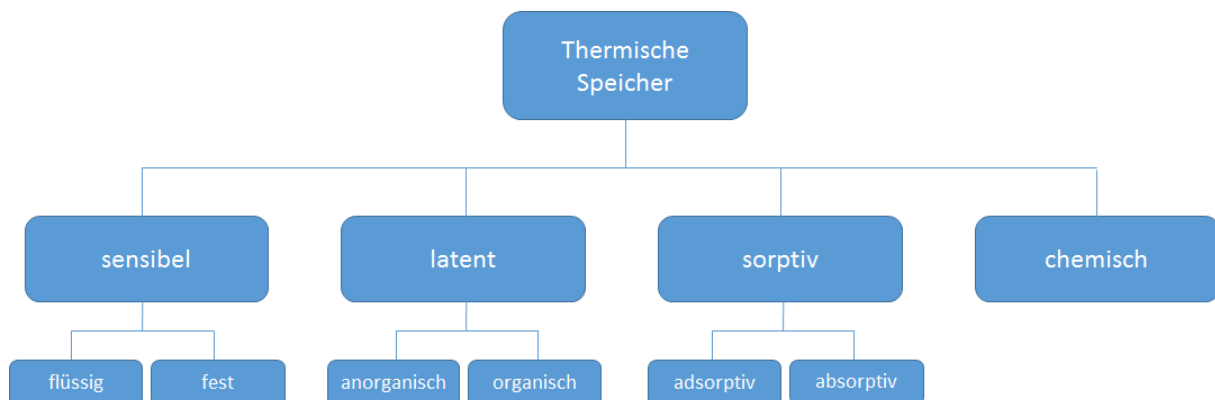 Thermische
Speicher
sensibel
latent
sorptiv
chemisch
flüssig
fest
anorganisch
organisch
adsorptiv
absorptiv